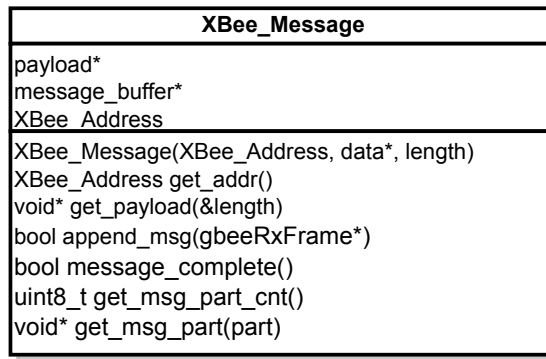 XBee_Message
payload*
message_buffer*
XBee_Address
XBee_Message(XBee_Address, data*, length)
XBee_Address get_addr()
void* get_payload(&length)
bool append_msg(gbeeRxFrame*)
bool message_complete()
uint8_t get_msg_part_cnt()
void* get_msg_part(part)